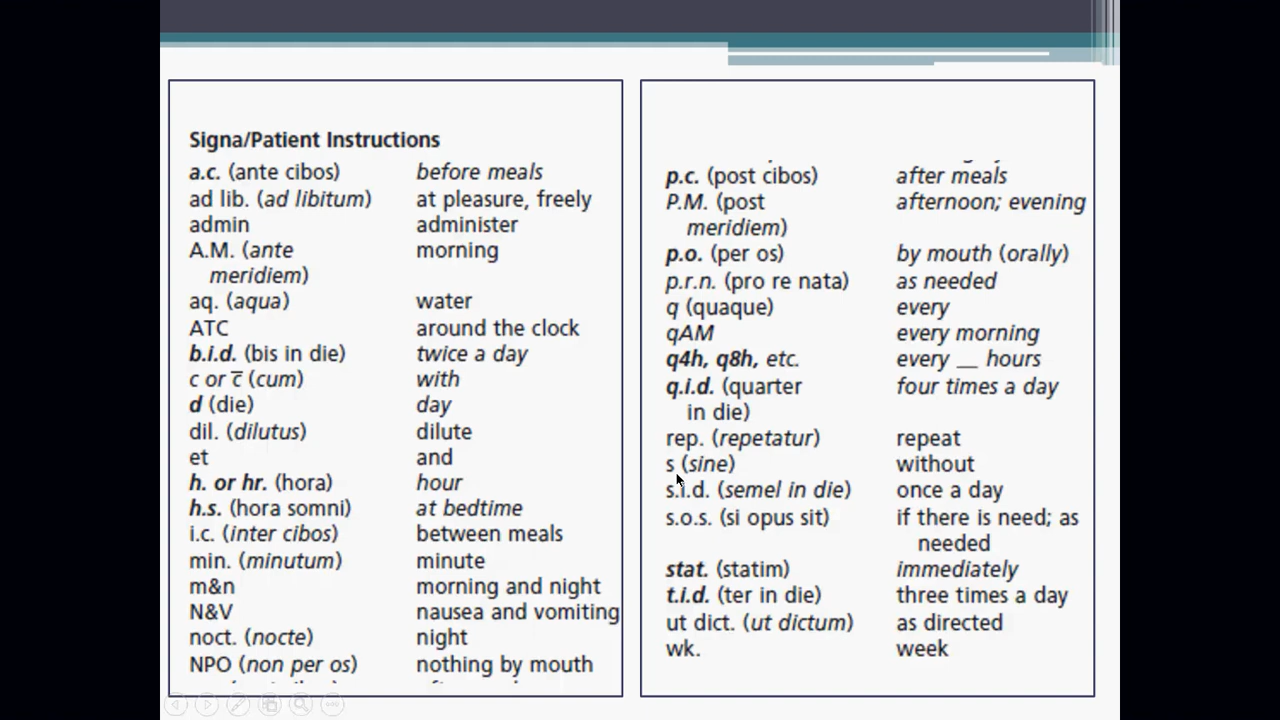 Signa/Patient Instructions
a.c. (ante cibos) before meals
ad lib. (ad libitum) at pleasure, freely
admin administer
A.M. (ante morning
meridiem)
aq. (aqua) water
ATC around the clock
b.i.d. (bis in die) twice a day
c or c̅ (cum) with
d (die) day
dil. (dilutus) dilute
et and
h. or hr. (hora) hour
h.s. (hora somni) at bedtime
i.c. (inter cibos) between meals
min. (minutum) minute
m&n morning and night
N&V nausea and vomiting
noct. (nocte) night
NPO (non per os) nothing by mouth
p.c. (post cibos) after meals
P.M. (post afternoon; evening
meridiem)
p.o. (per os) by mouth (orally)
p.r.n. (pro re nata) as needed
q (quaque) every
qAM every morning
q4h, q8h, etc. every __ hours
q.i.d. (quarter four times a day
in die)
rep. (repetatur) repeat
s (sine) without
s.i.d. (semel in die) once a day
s.o.s. (si opus sit) if there is need; as
needed
stat. (statim) immediately
t.i.d. (ter in die) three times a day
ut dict. (ut dictum) as directed
wk. week